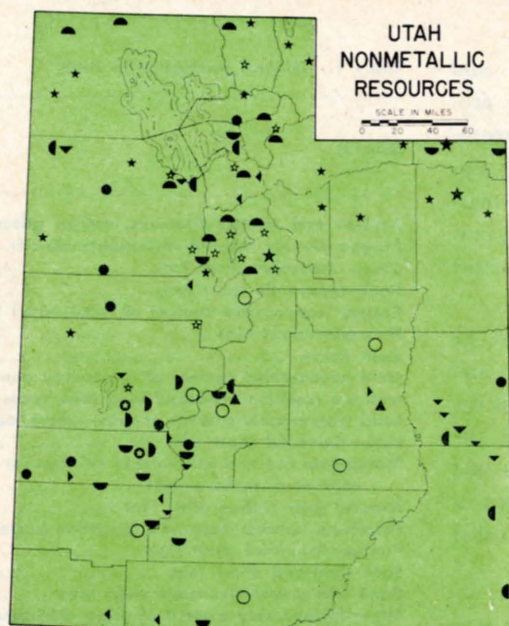 UTAH
NONMETALLIC
RESOURCES
SCALE IN MILES
0 20 40 60